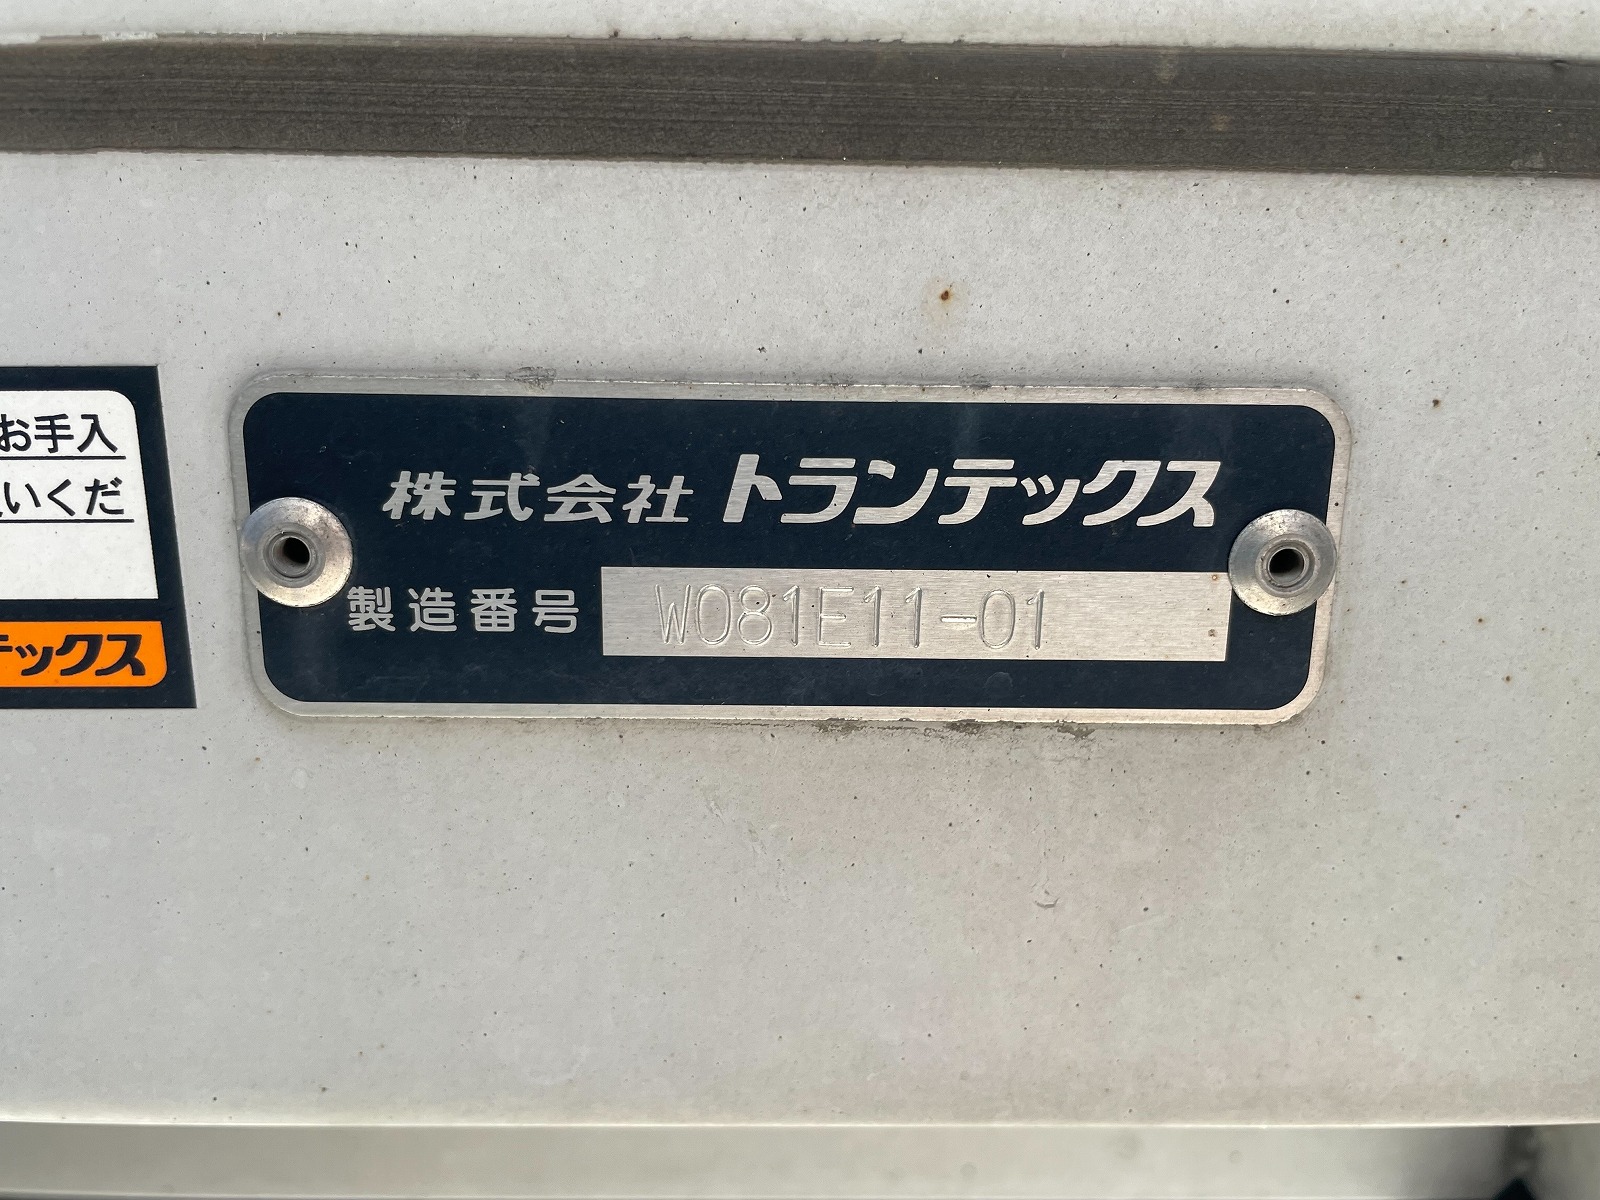 お手入
いくだ
テックス
株式会社 トランテックス
製造番号 W081E11-01